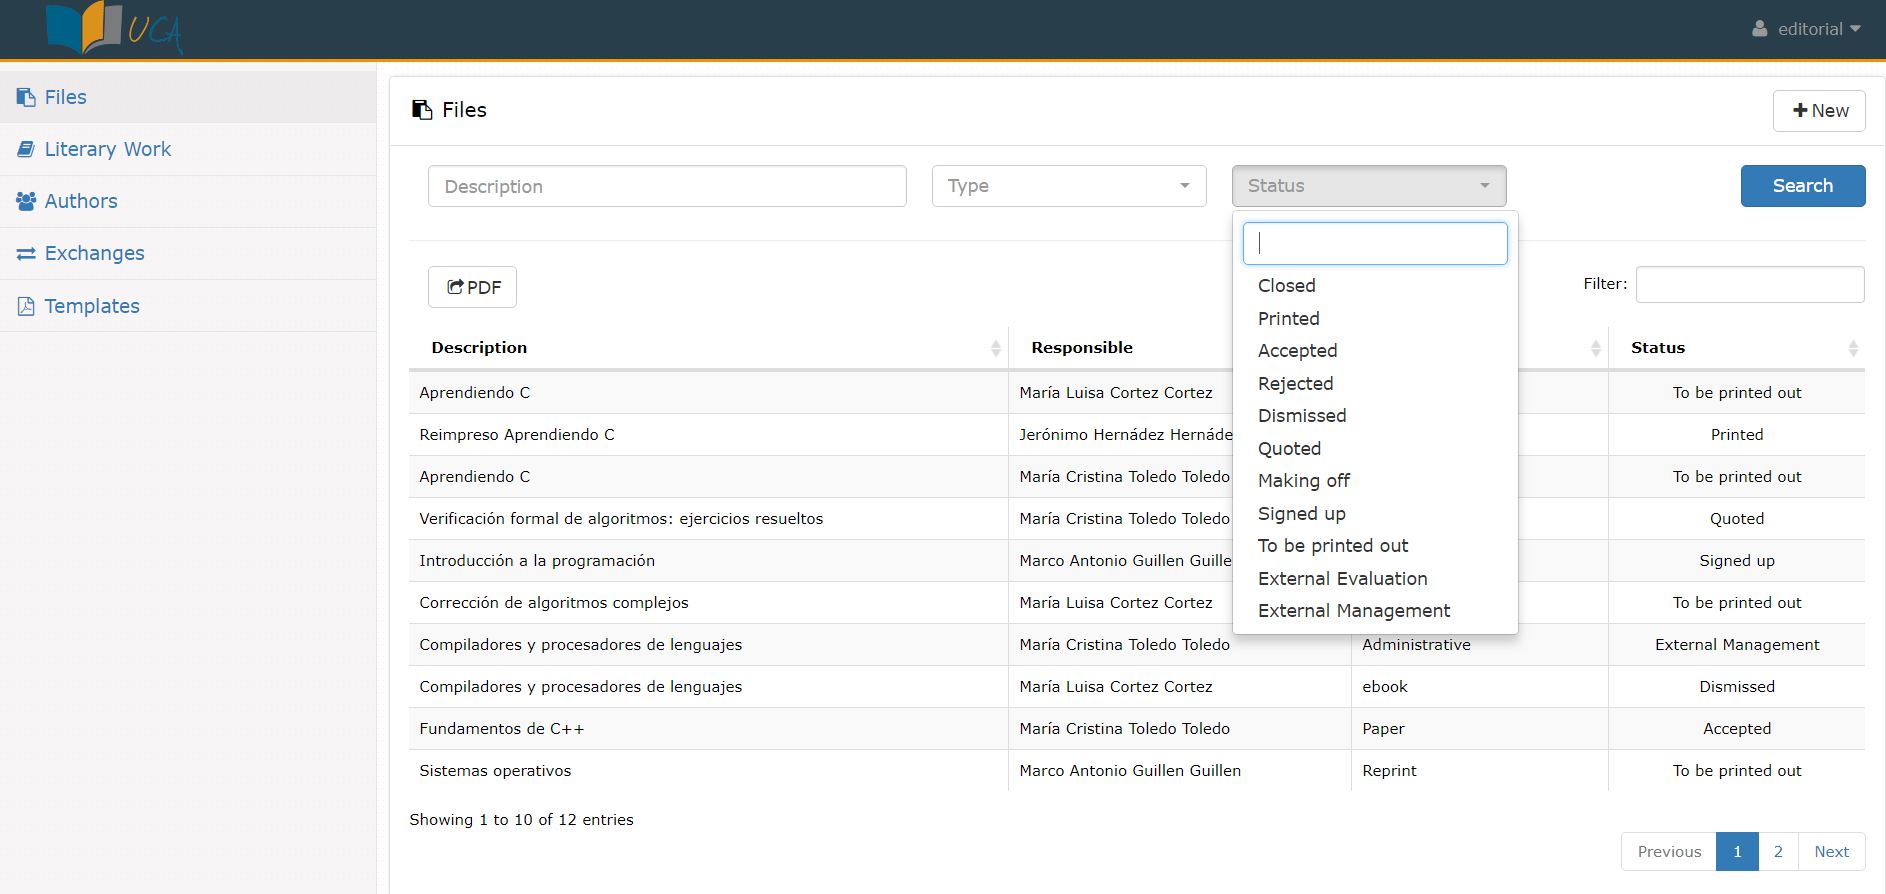 UCA
editorial
Files
Literary Work
Authors
Exchanges
Templates
Files
New
Description
Type
Status
Search
Closed
Printed
Accepted
Rejected
Dismissed
Quoted
Making off
Signed up
To be printed out
External Evaluation
External Management
PDF
Filter:
Description Responsible Status
Aprendiendo C María Luisa Cortez Cortez To be printed out
Reimpreso Aprendiendo C Jerónimo Hernádez Hernáde Printed
Aprendiendo C María Cristina Toledo Toledo To be printed out
Verificación formal de algoritmos: ejercicios resueltos María Cristina Toledo Toledo Quoted
Introducción a la programación Marco Antonio Guillen Guille Signed up
Corrección de algoritmos complejos María Luisa Cortez Cortez To be printed out
Compiladores y procesadores de lenguajes María Cristina Toledo Toledo Administrative External Management
Compiladores y procesadores de lenguajes María Luisa Cortez Cortez ebook Dismissed
Fundamentos de C++ María Cristina Toledo Toledo Paper Accepted
Sistemas operativos Marco Antonio Guillen Guillen Reprint To be printed out
Showing 1 to 10 of 12 entries
Previous 1 2 Next